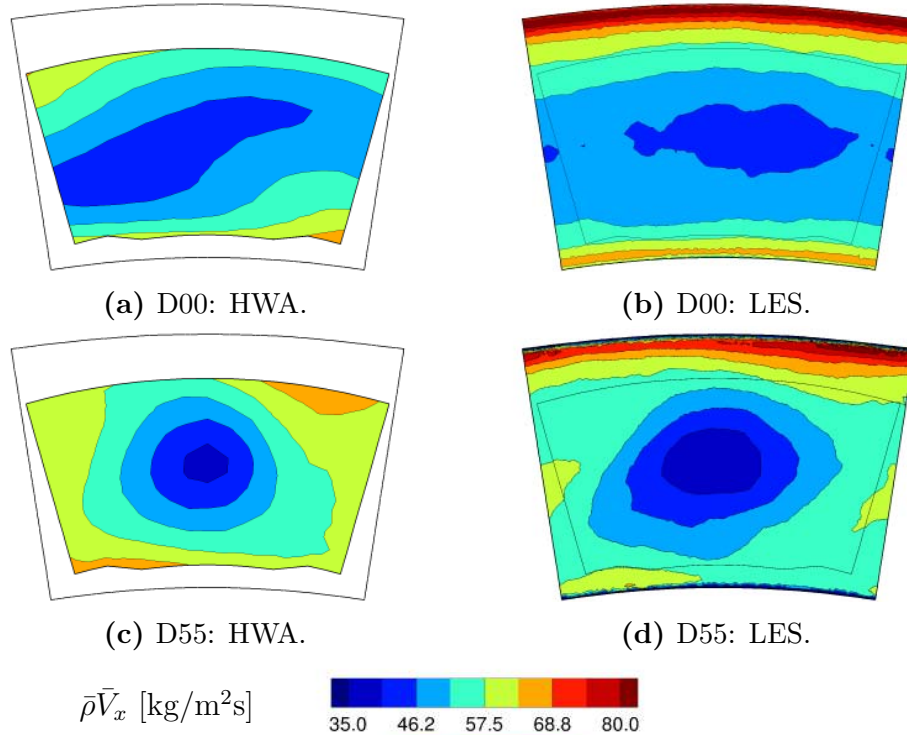 (a) D00: HWA.
(b) D00: LES.
(c) D55: HWA.
(d) D55: LES.
ρ̄V̄ₓ [kg/m²s]
35.0 46.2 57.5 68.8 80.0